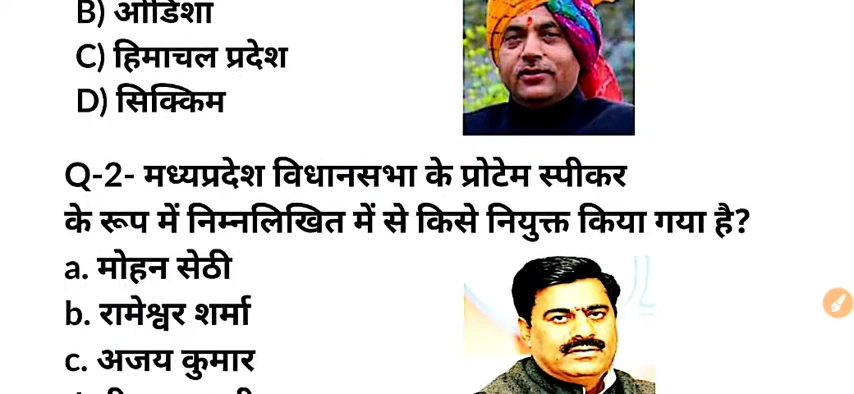 B) ओडिशा
C) हिमाचल प्रदेश
D) सिक्किम
Q-2- मध्यप्रदेश विधानसभा के प्रोटेम स्पीकर
के रूप में निम्नलिखित में से किसे नियुक्त किया गया है?
a. मोहन सेठी
b. रामेश्वर शर्मा
c. अजय कुमार